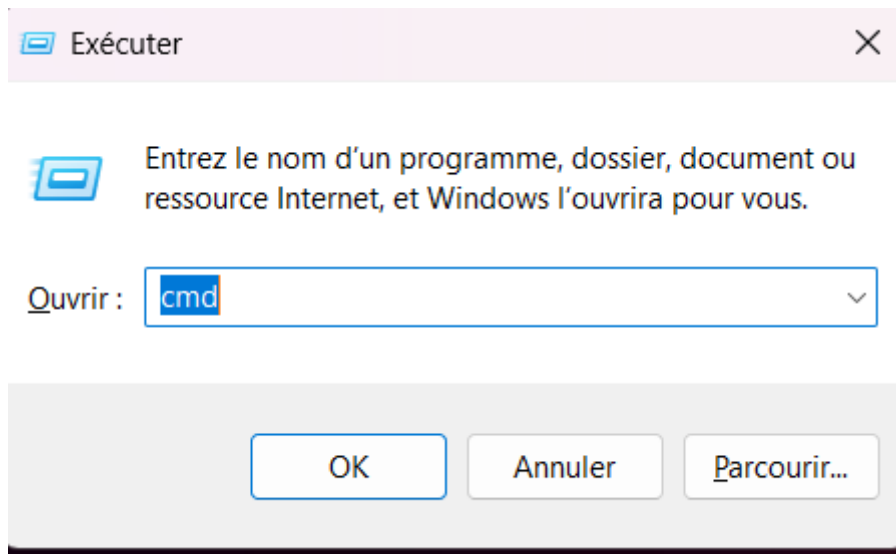 Exécuter
Entrez le nom d'un programme, dossier, document ou
ressource Internet, et Windows l'ouvrira pour vous.
Ouvrir :
cmd
OK
Annuler
Parcourir...